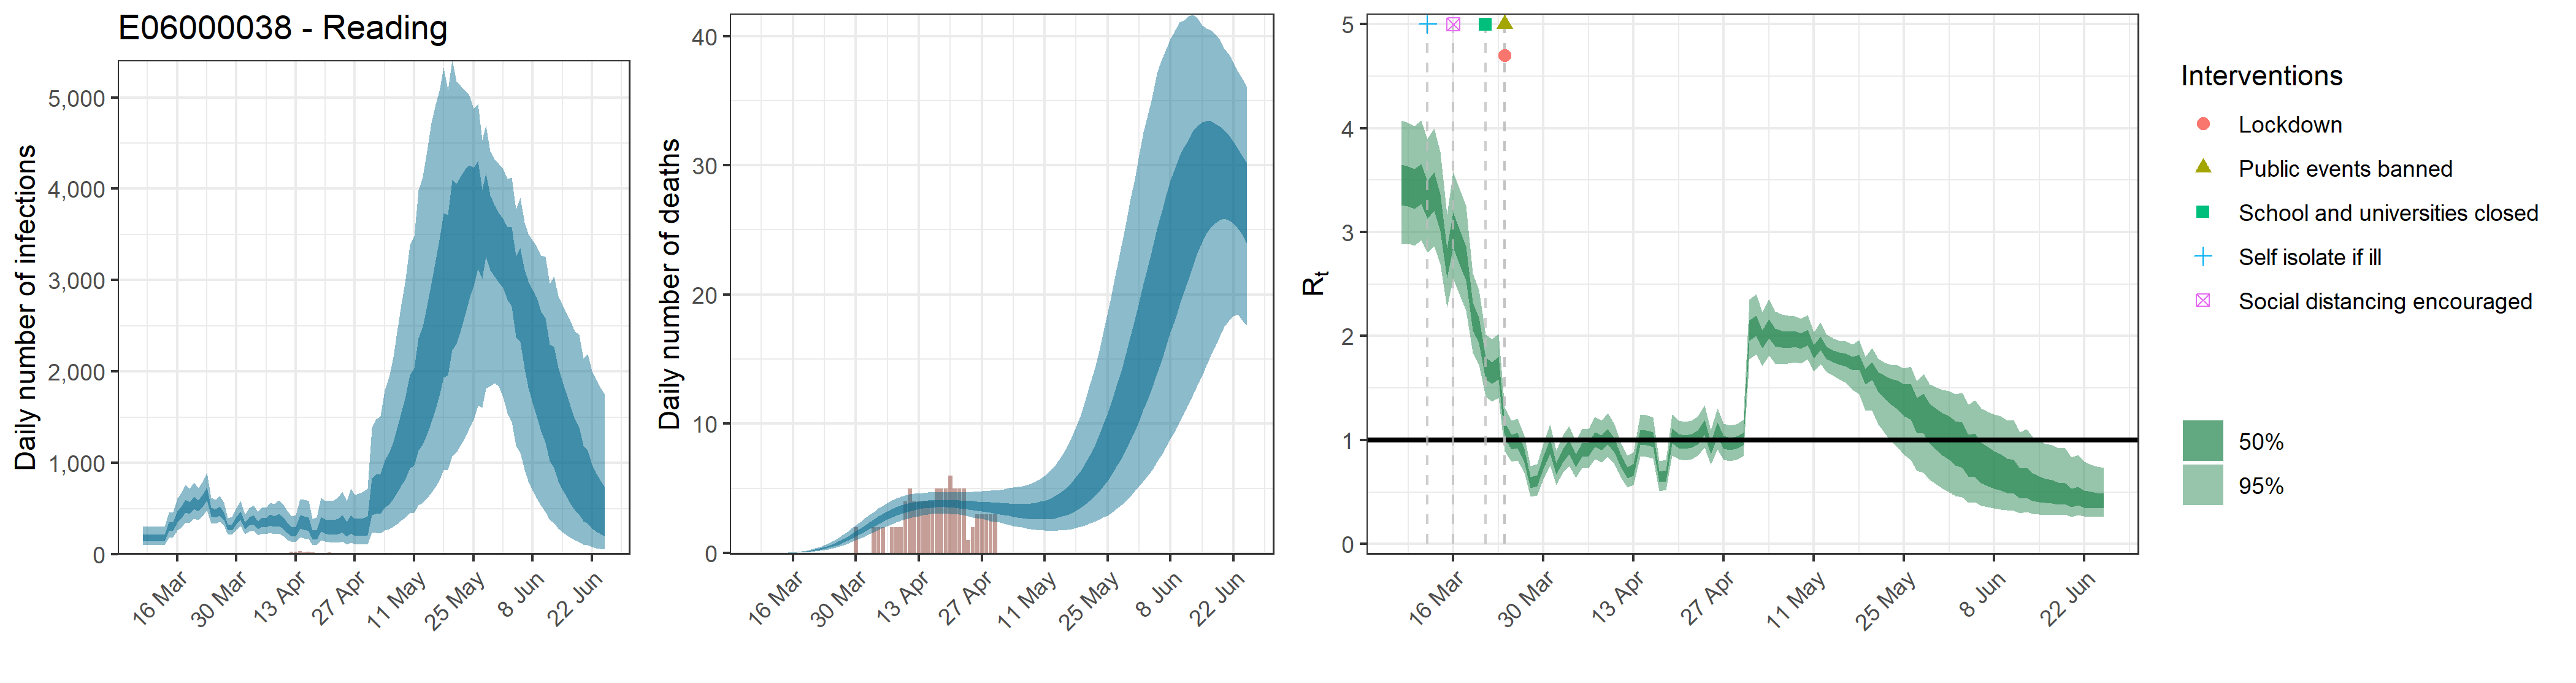 E06000038 - Reading
Daily number of infections
5,000
4,000
3,000
2,000
1,000
0
16 Mar
30 Mar
13 Apr
27 Apr
11 May
25 May
8 Jun
22 Jun
Daily number of deaths
40
30
20
10
0
16 Mar
30 Mar
13 Apr
27 Apr
11 May
25 May
8 Jun
22 Jun
Rt
5
4
3
2
1
0
16 Mar
30 Mar
13 Apr
27 Apr
11 May
25 May
8 Jun
22 Jun
Interventions
Lockdown
Public events banned
School and universities closed
Self isolate if ill
Social distancing encouraged
50%
95%